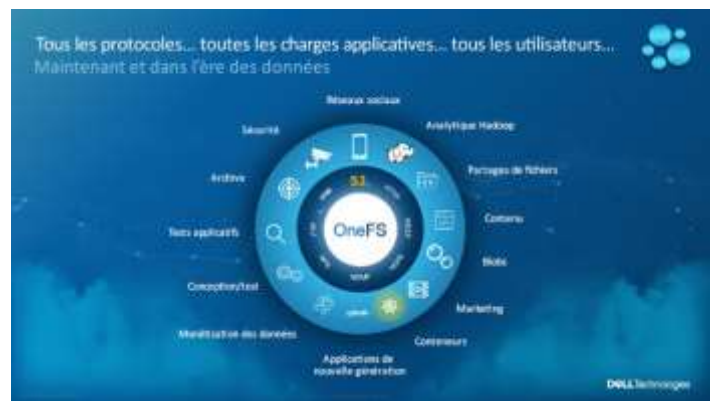 Tous les protocoles... toutes les charges applicatives... tous les utilisateurs...
Maintenant et dans l'ère des données
Réseaux sociaux
Analytique Hadoop
Sécurité
Partages de fichiers
Archive
Contenu
Tests applicatifs
Blobs
Conception/test
Marketing
Monétisation des données
Conteneurs
Applications de
nouvelle génération
S3
OneFS
DELL Technologies